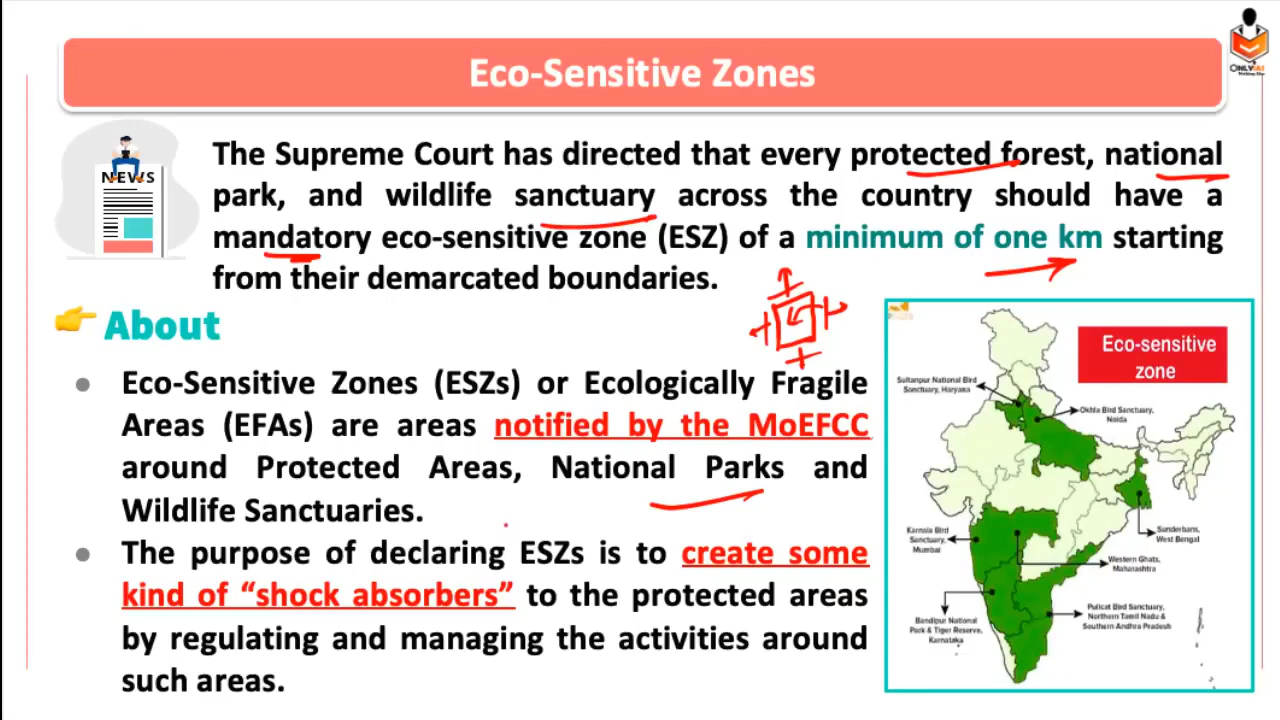 Eco-Sensitive Zones
ONLYIAS
Nothing Else
NEWS
The Supreme Court has directed that every protected forest, national
park, and wildlife sanctuary across the country should have a
mandatory eco-sensitive zone (ESZ) of a minimum of one km starting
from their demarcated boundaries.
About
● Eco-Sensitive Zones (ESZs) or Ecologically Fragile
Areas (EFAs) are areas notified by the MoEFCC
around Protected Areas, National Parks and
Wildlife Sanctuaries.
● The purpose of declaring ESZs is to create some
kind of “shock absorbers” to the protected areas
by regulating and managing the activities around
such areas.
Eco-sensitive
zone
Sultanpur National Bird
Sanctuary, Haryana
Okhla Bird Sanctuary,
Noida
Karnala Bird
Sanctuary,
Mumbai
Sunderbans,
West Bengal
Western Ghats,
Maharashtra
Bandipur National
Park & Tiger Reserve,
Karnataka
Pulicat Bird Sanctuary,
Northern Tamil Nadu &
Southern Andhra Pradesh